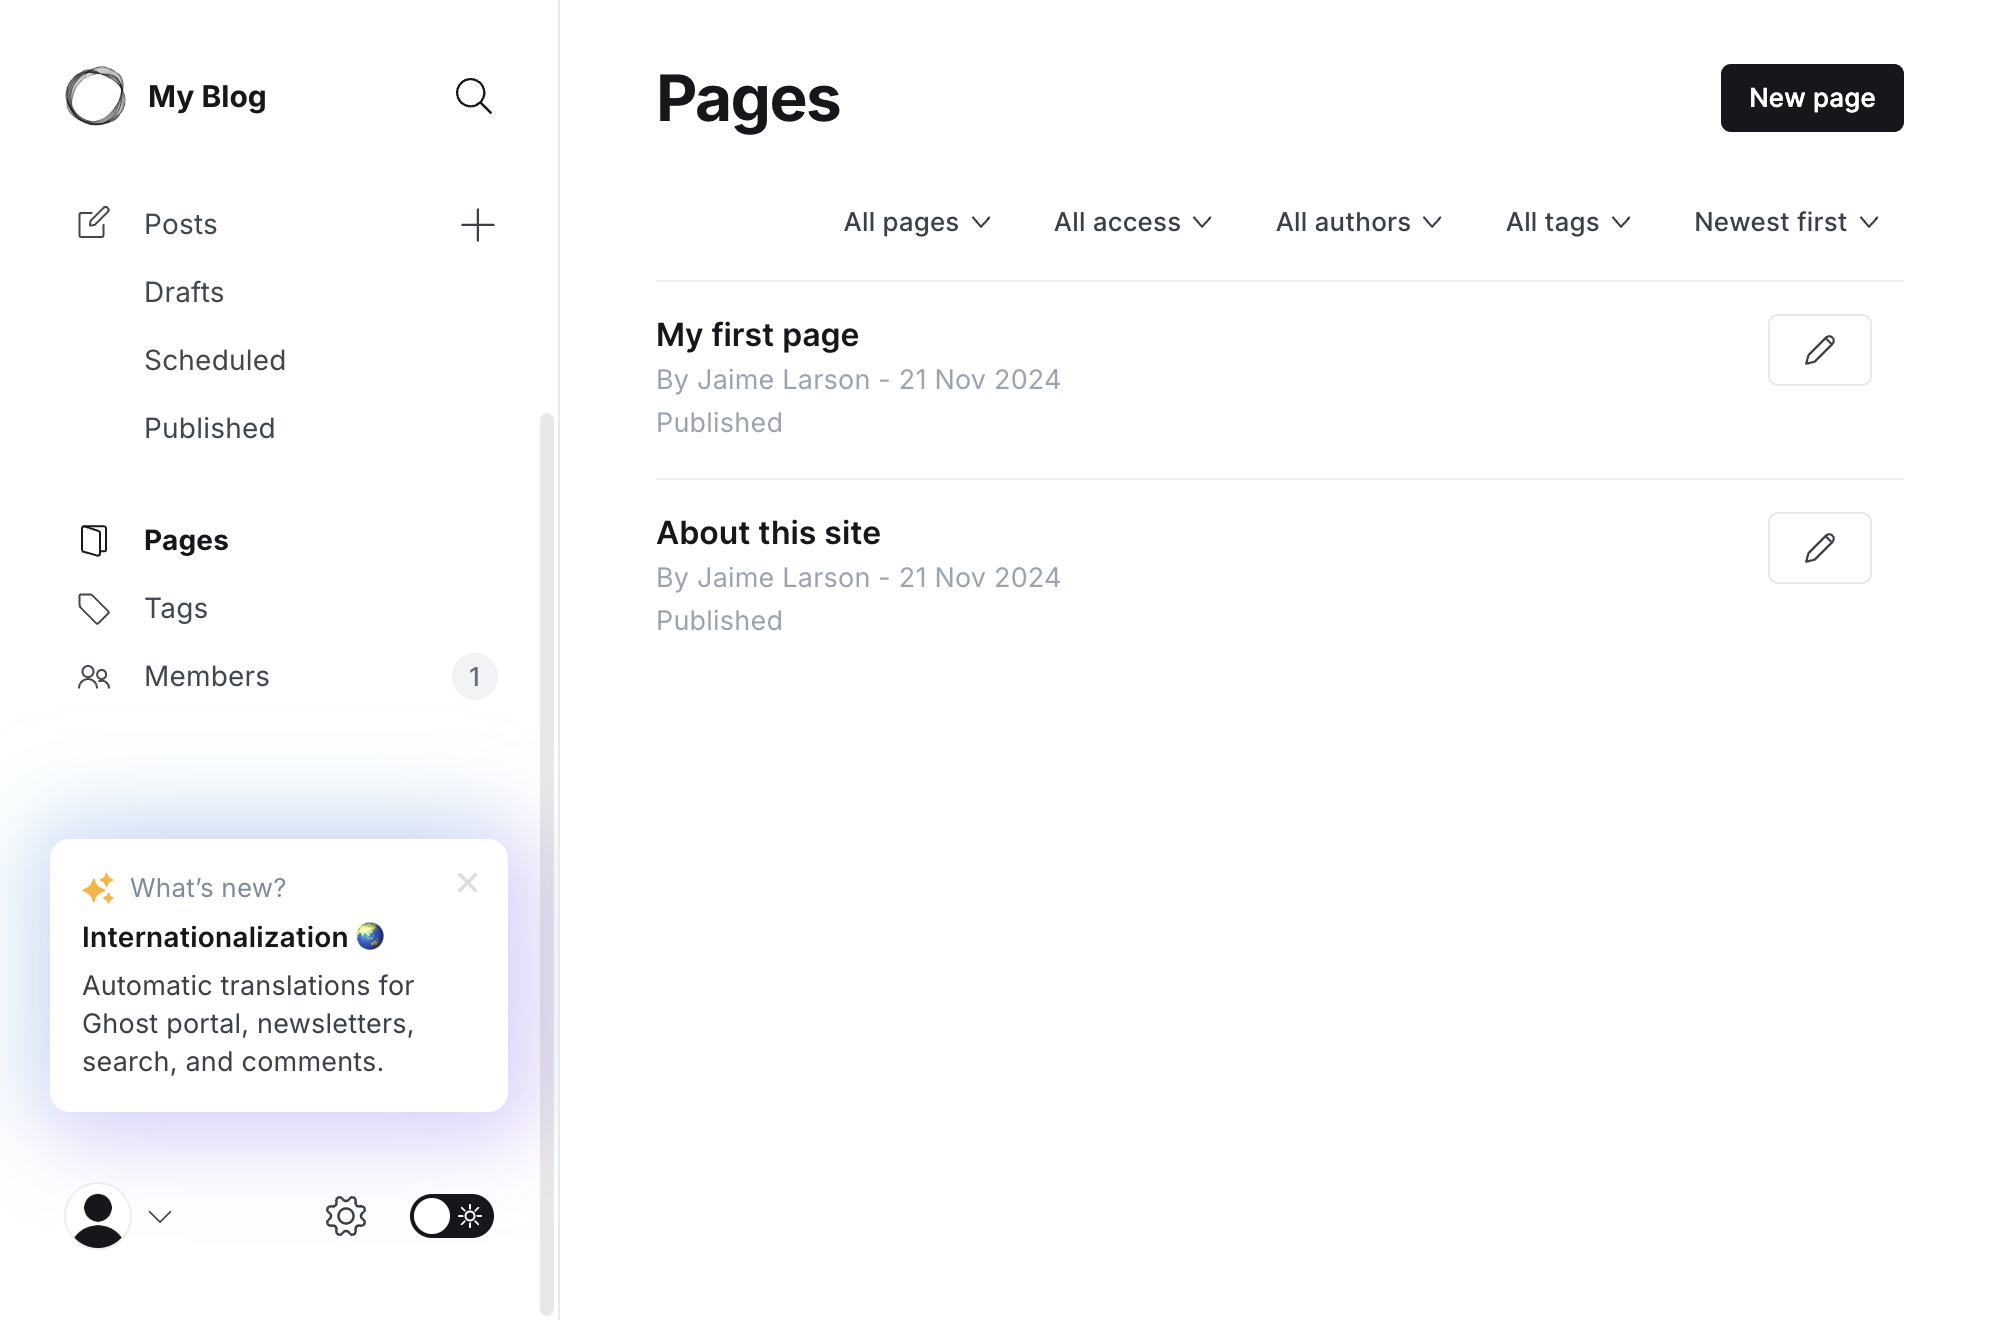 My Blog
Posts
Drafts
Scheduled
Published
Pages
Tags
Members 1
What’s new?
Internationalization 🌏
Automatic translations for
Ghost portal, newsletters,
search, and comments.
Pages
New page
All pages All access All authors All tags Newest first
My first page
By Jaime Larson - 21 Nov 2024
Published
About this site
By Jaime Larson - 21 Nov 2024
Published